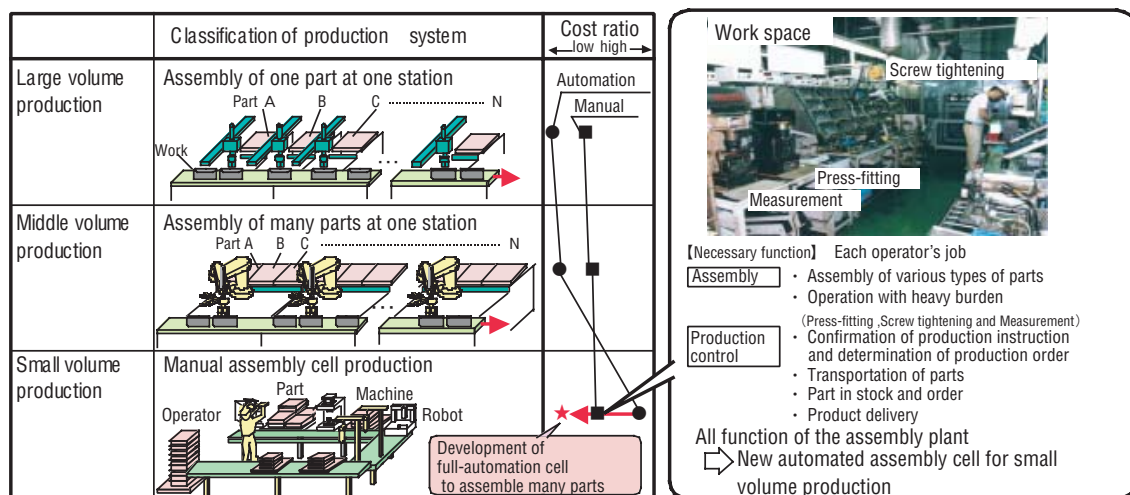 Classification of production system
Cost ratio
low high
Large volume
production
Assembly of one part at one station
Part A B C N
Work
Automation
Manual
Middle volume
production
Assembly of many parts at one station
Part A B C N
Small volume
production
Manual assembly cell production
Part
Machine
Operator
Robot
Development of
full-automation cell
to assemble many parts
Work space
Screw tightening
Press-fitting
Measurement
【Necessary function】 Each operator's job
Assembly
・ Assembly of various types of parts
・ Operation with heavy burden
（Press-fitting ,Screw tightening and Measurement）
Production
control
・ Confirmation of production instruction
and determination of production order
・ Transportation of parts
・ Part in stock and order
・ Product delivery
All function of the assembly plant
New automated assembly cell for small
volume production